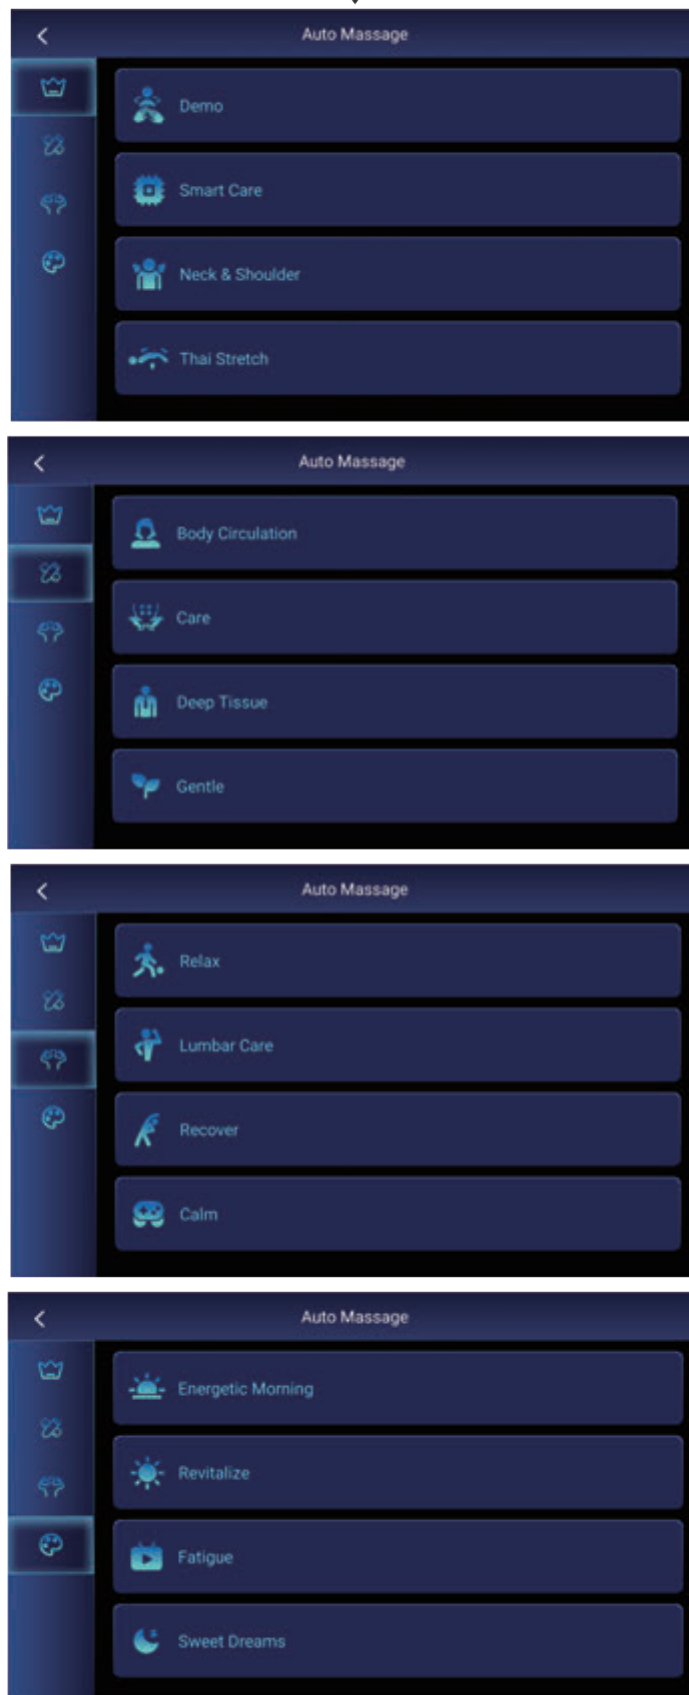 Auto Massage
Demo
Smart Care
Neck & Shoulder
Thai Stretch
Auto Massage
Body Circulation
Care
Deep Tissue
Gentle
Auto Massage
Relax
Lumbar Care
Recover
Calm
Auto Massage
Energetic Morning
Revitalize
Fatigue
Sweet Dreams